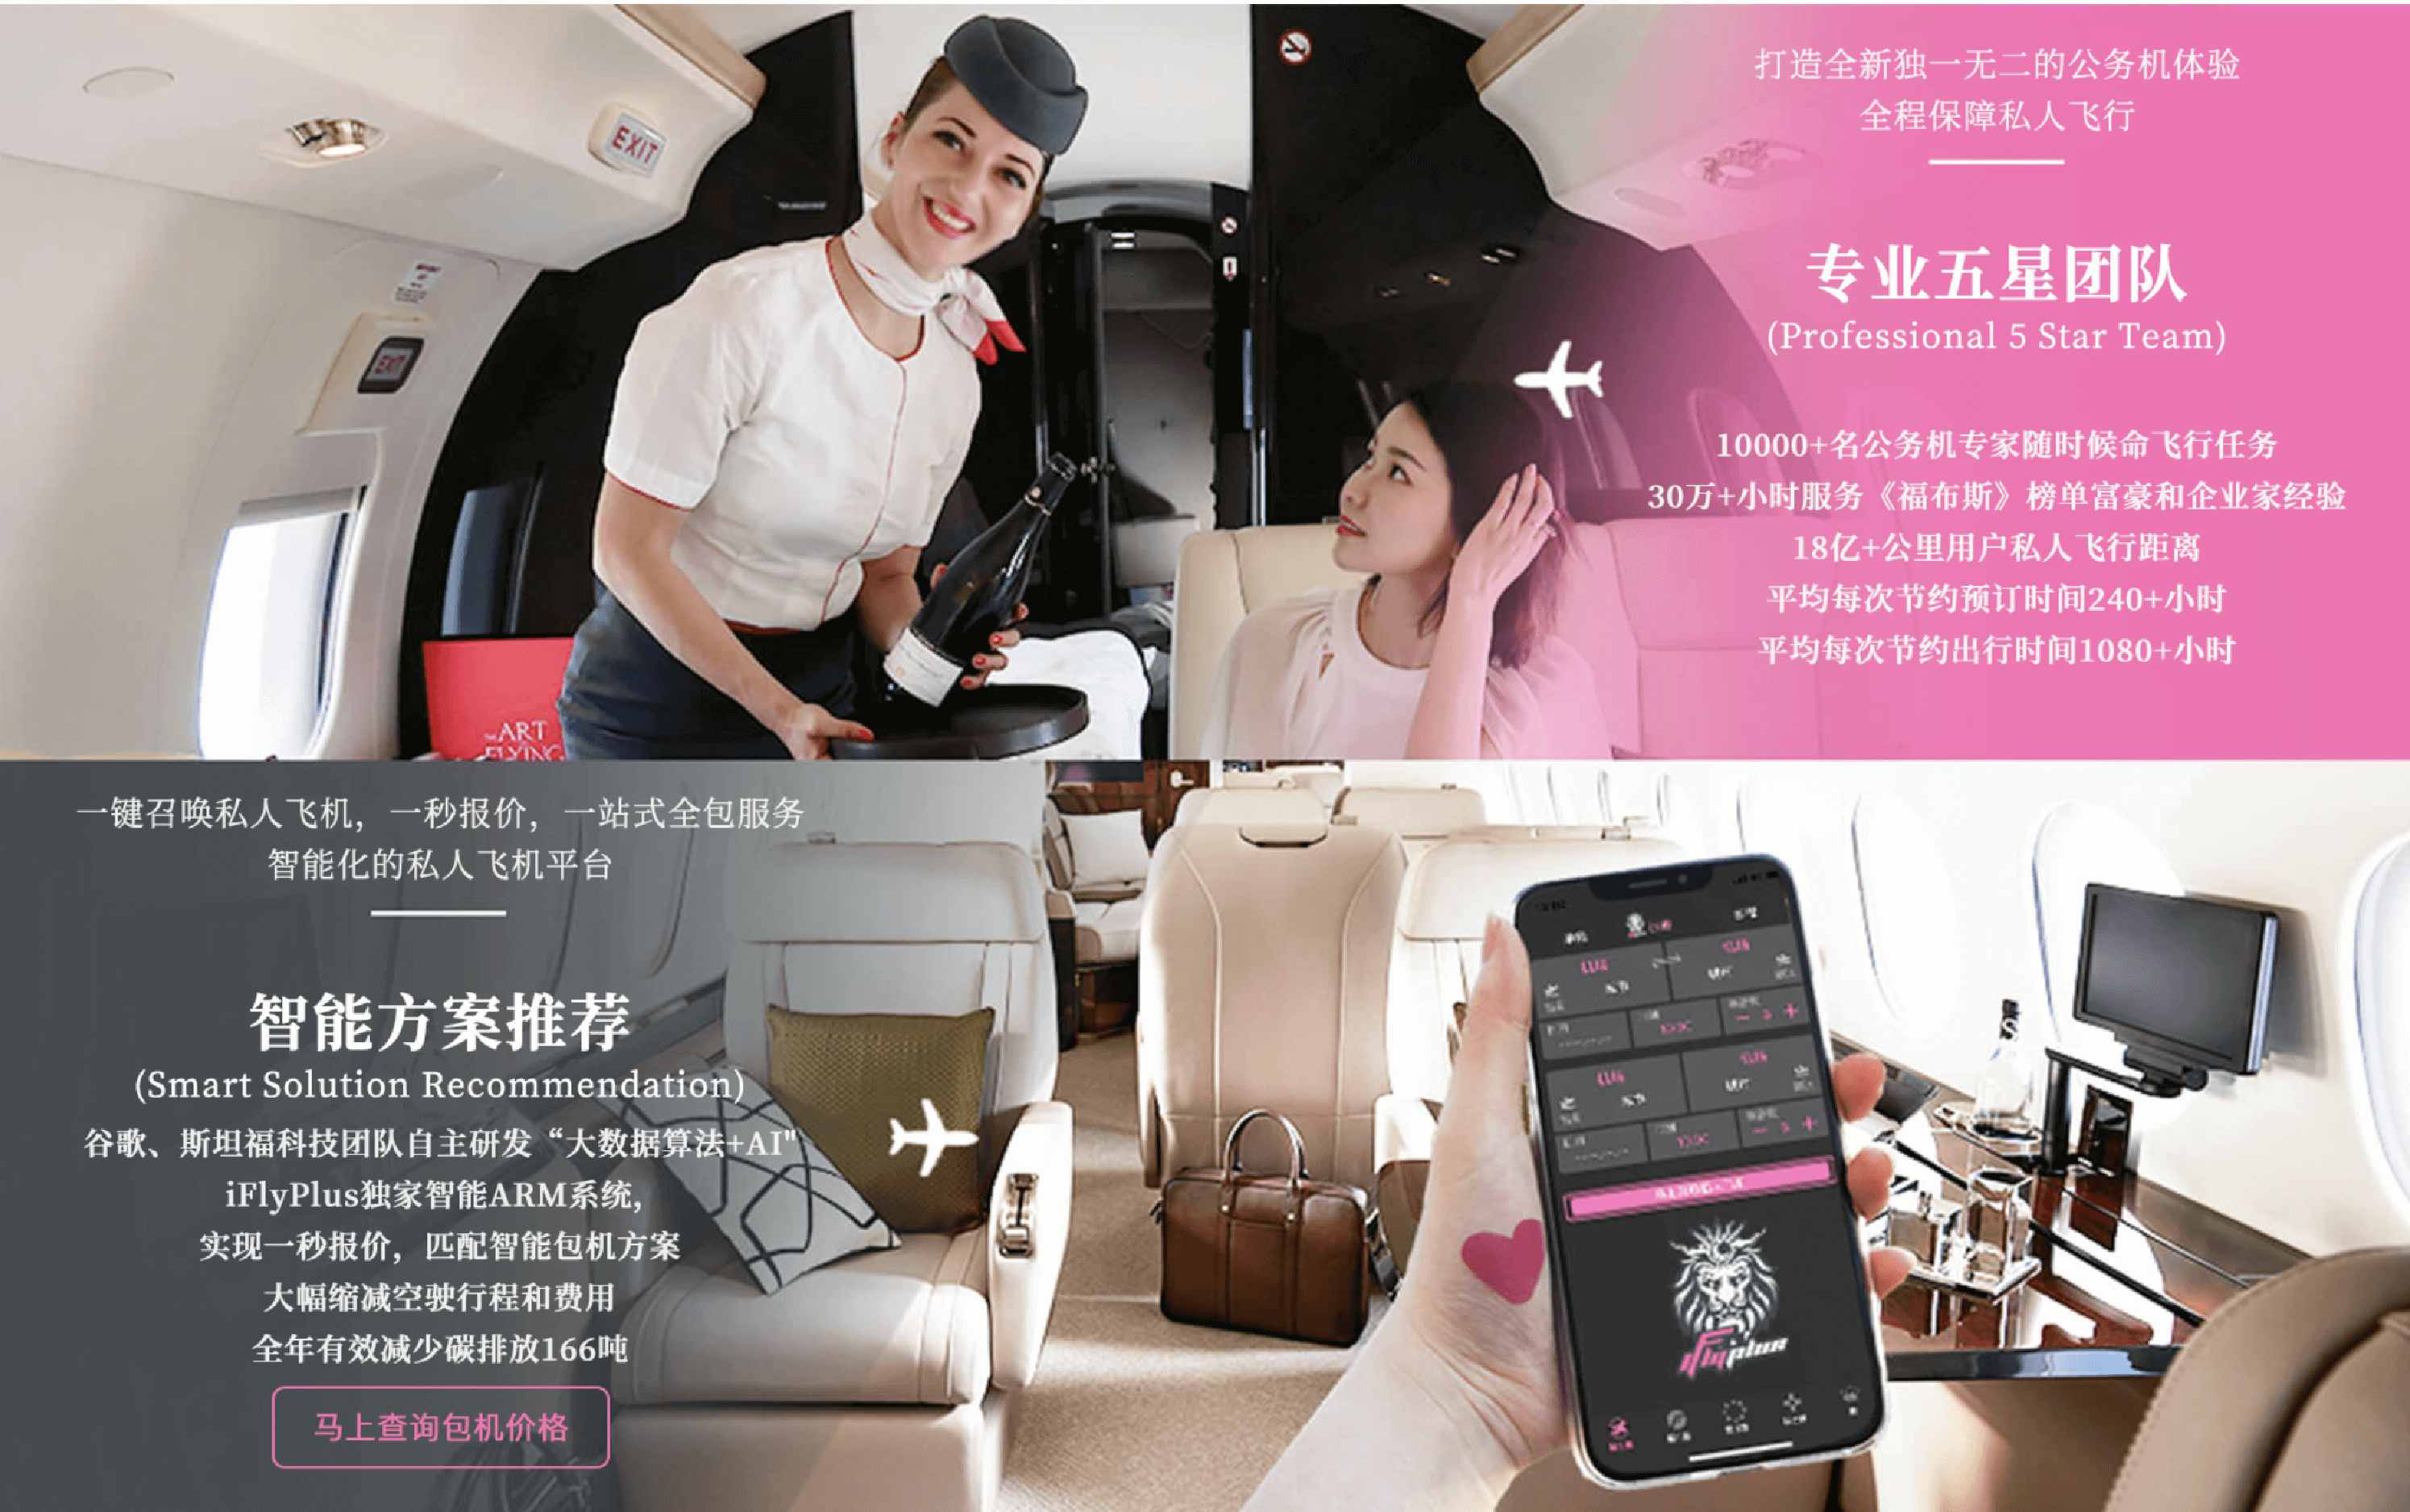 EXIT
EXIT
ART
FLYING
打造全新独一无二的公务机体验
全程保障私人飞行
专业五星团队
(Professional 5 Star Team)
10000+名公务机专家随时候命飞行任务
30万+小时服务《福布斯》榜单富豪和企业家经验
18亿+公里用户私人飞行距离
平均每次节约预订时间240+小时
平均每次节约出行时间1080+小时
一键召唤私人飞机，一秒报价，一站式全包服务
智能化的私人飞机平台
智能方案推荐
(Smart Solution Recommendation)
谷歌、斯坦福科技团队自主研发“大数据算法+AI"
iFlyPlus独家智能ARM系统,
实现一秒报价，匹配智能包机方案
大幅缩减空驶行程和费用
全年有效减少碳排放166吨
马上查询包机价格
iflyplus